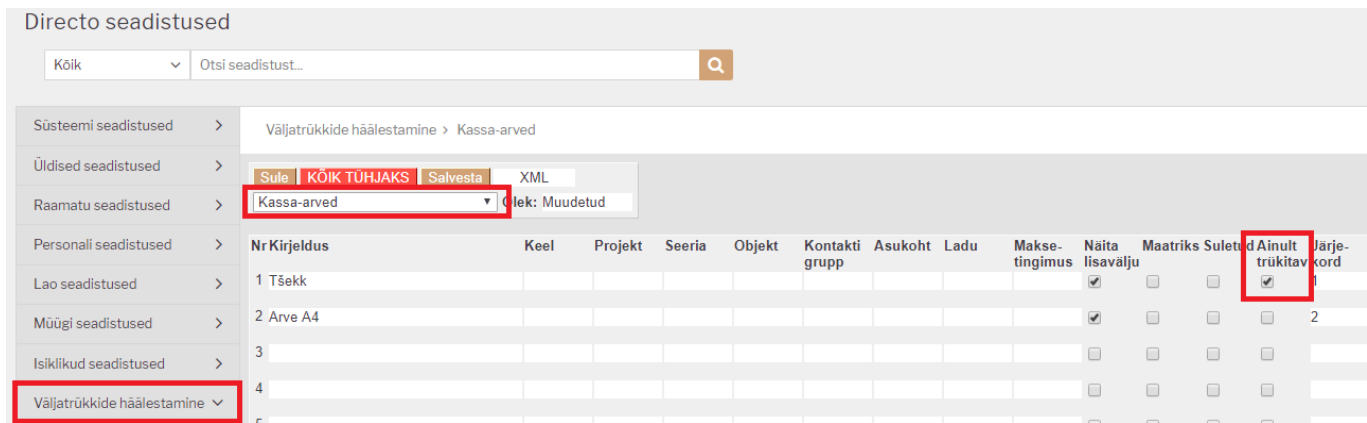 Directo seadistused
Kõik Otsi seadistust...
Süsteemi seadistused
Üldised seadistused
Raamatu seadistused
Personali seadistused
Lao seadistused
Müügi seadistused
Isiklikud seadistused
Väljatrükkide häälestamine
Väljatrükkide häälestamine > Kassa-arved
Sule KÕIK TÜHJAKS Salvesta XML
Kassa-arved Olek: Muudetud
Nr Kirjeldus Keel Projekt Seeria Objekt Kontakti grupp Asukoht Ladu Makse-tingimus Näita lisavälju Maatriks Suletud Ainult trükitav Järje-kord
1 Tšekk 1
2 Arve A4 2
3
4